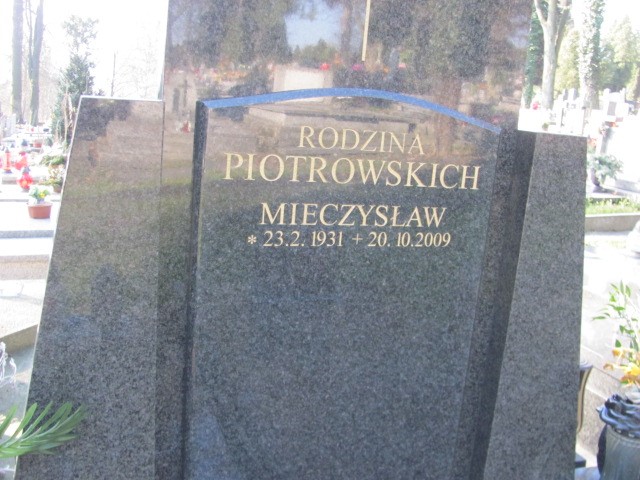 RODZINA
PIOTROWSKICH
MIECZYSŁAW
* 23.2. 1931 + 20.10.2009